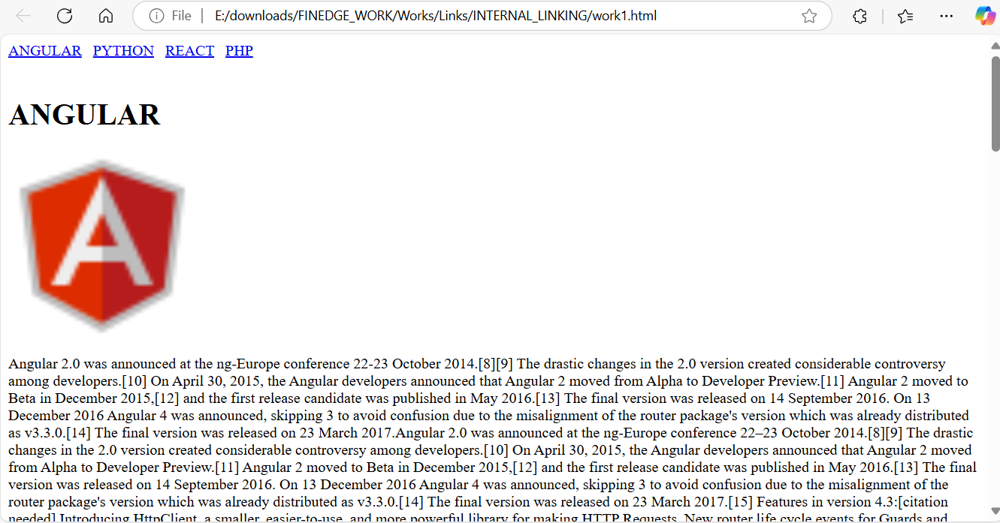 File
E:/downloads/FINEDGE_WORK/Works/Links/INTERNAL_LINKING/work1.html
ANGULAR PYTHON REACT PHP
ANGULAR
A
Angular 2.0 was announced at the ng-Europe conference 22-23 October 2014.[8][9] The drastic changes in the 2.0 version created considerable controversy
among developers.[10] On April 30, 2015, the Angular developers announced that Angular 2 moved from Alpha to Developer Preview.[11] Angular 2 moved to
Beta in December 2015,[12] and the first release candidate was published in May 2016.[13] The final version was released on 14 September 2016. On 13
December 2016 Angular 4 was announced, skipping 3 to avoid confusion due to the misalignment of the router package's version which was already distributed
as v3.3.0.[14] The final version was released on 23 March 2017.Angular 2.0 was announced at the ng-Europe conference 22–23 October 2014.[8][9] The drastic
changes in the 2.0 version created considerable controversy among developers.[10] On April 30, 2015, the Angular developers announced that Angular 2 moved
from Alpha to Developer Preview.[11] Angular 2 moved to Beta in December 2015,[12] and the first release candidate was published in May 2016.[13] The final
version was released on 14 September 2016. On 13 December 2016 Angular 4 was announced, skipping 3 to avoid confusion due to the misalignment of the
router package's version which was already distributed as v3.3.0.[14] The final version was released on 23 March 2017.[15] Features in version 4.3:[citation
needed] Introducing HttpClient, a smaller, easier-to-use, and more powerful library for making HTTP Requests. New router life cycle events for Guards and